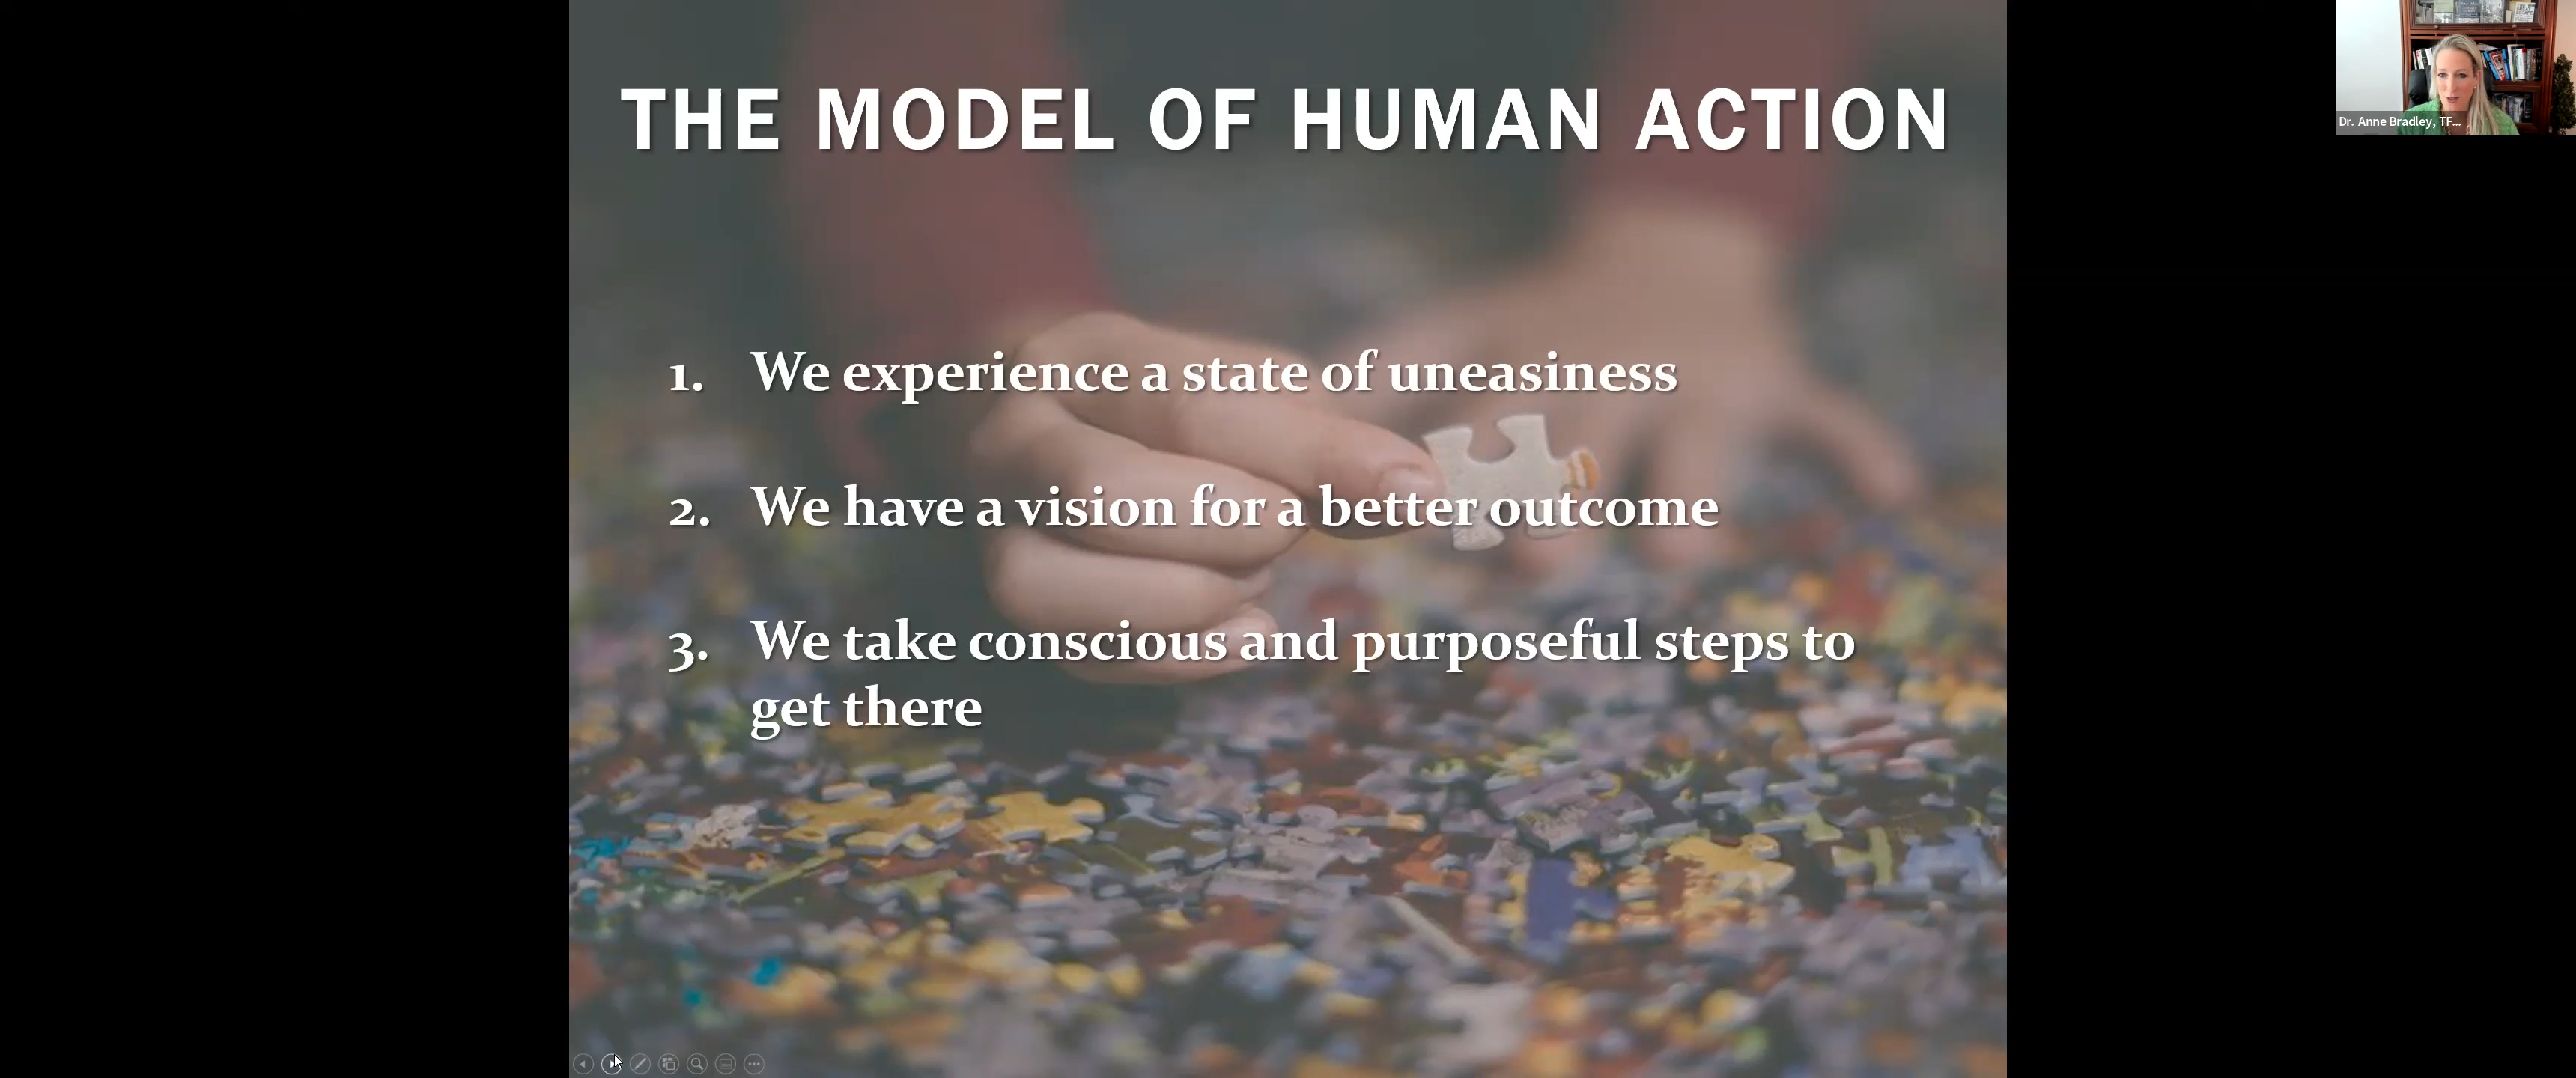 THE MODEL OF HUMAN ACTION
1. We experience a state of uneasiness
2. We have a vision for a better outcome
3. We take conscious and purposeful steps to
get there
Dr. Anne Bradley, TF...